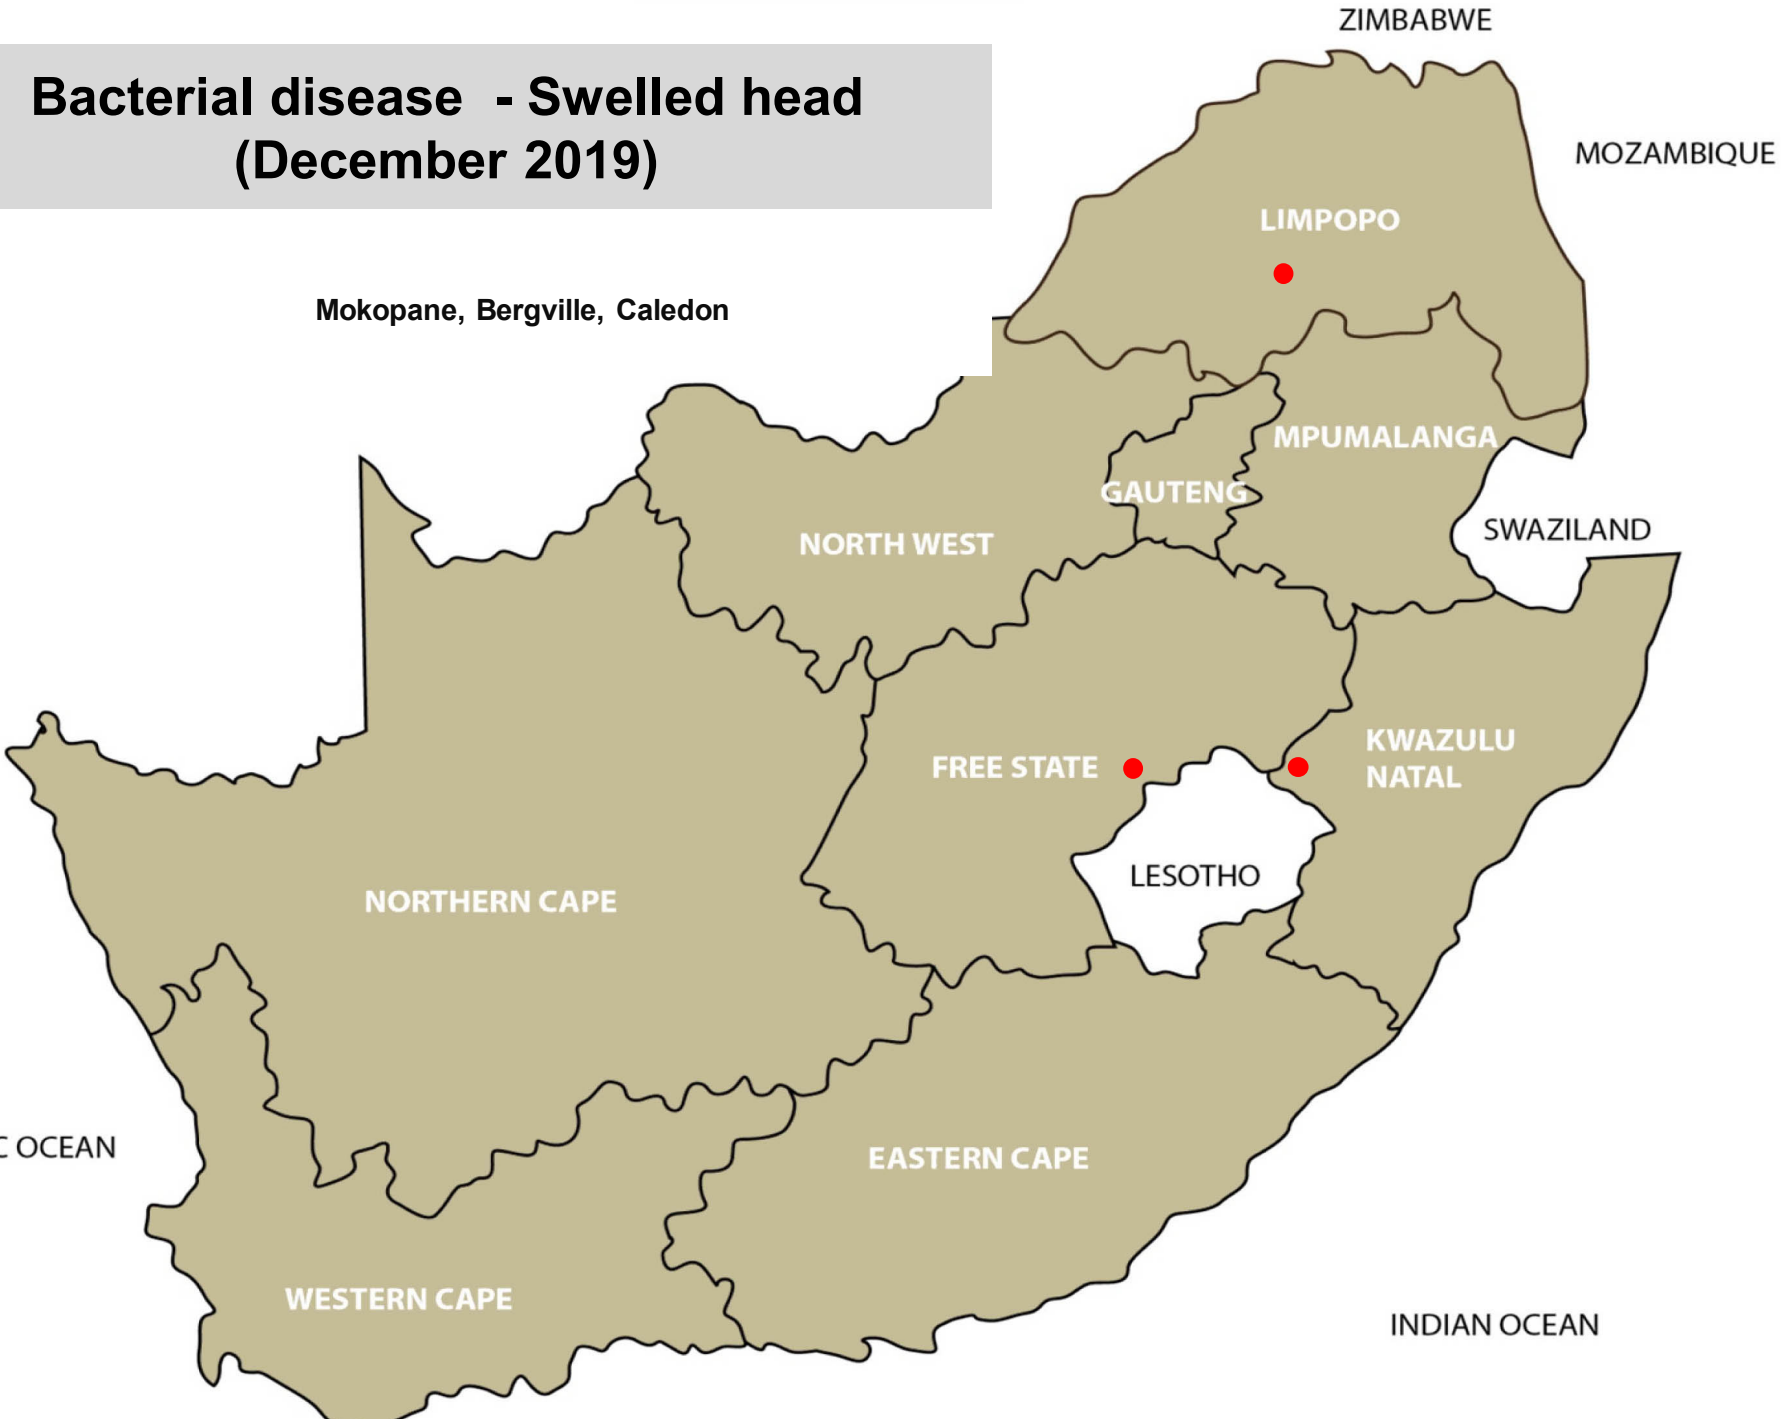 ZIMBABWE
Bacterial disease - Swelled head
(December 2019)
MOZAMBIQUE
LIMPOPO
Mokopane, Bergville, Caledon
MPUMALANGA
GAUTENG
SWAZILAND
NORTH WEST
KWAZULU
NATAL
FREE STATE
LESOTHO
NORTHERN CAPE
C OCEAN
EASTERN CAPE
WESTERN CAPE
INDIAN OCEAN